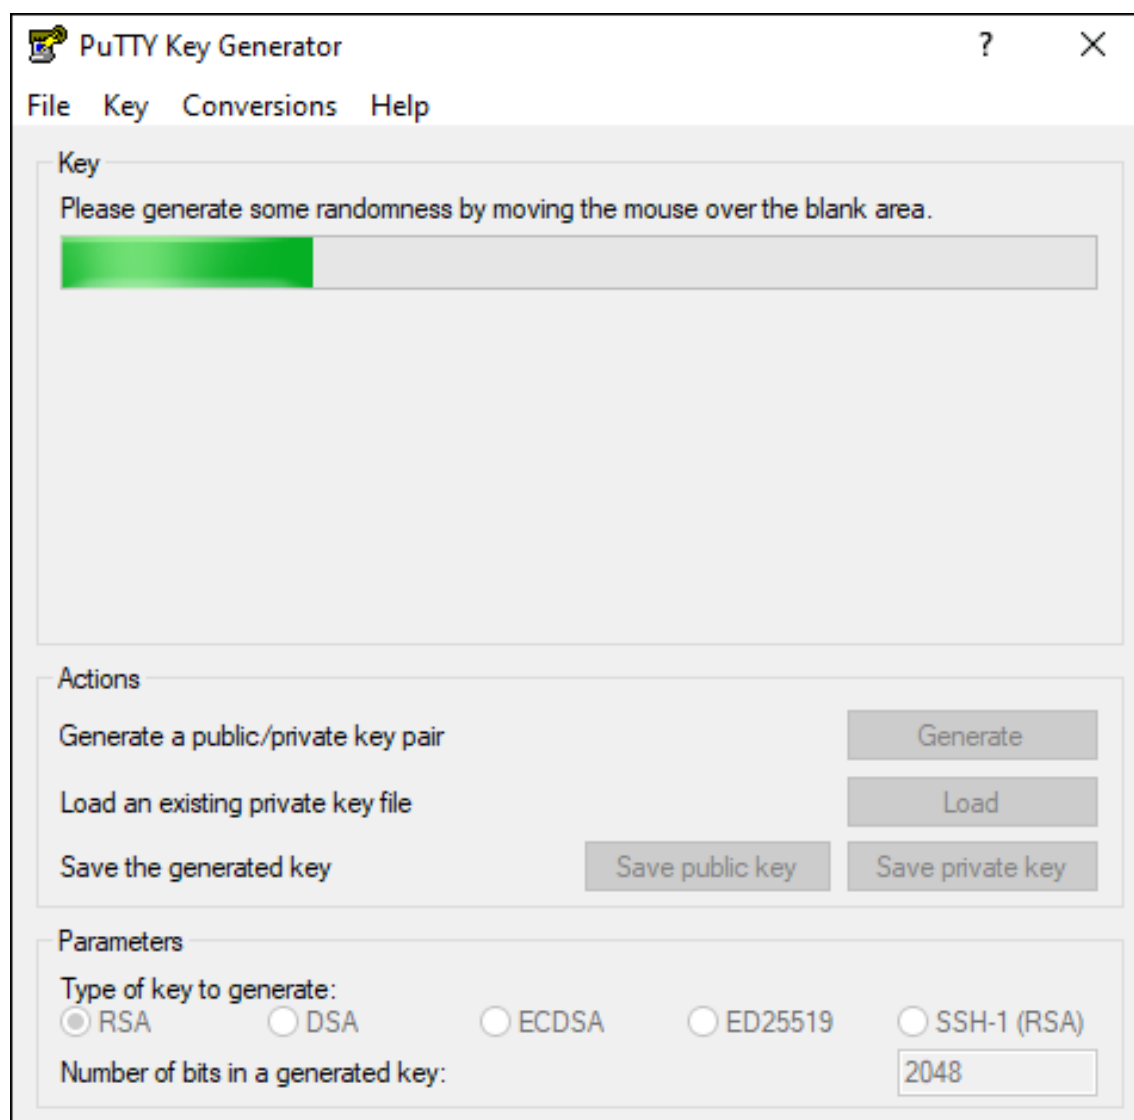 PuTTY Key Generator ?
File Key Conversions Help
Key
Please generate some randomness by moving the mouse over the blank area.
Actions
Generate a public/private key pair Generate
Load an existing private key file Load
Save the generated key Save public key Save private key
Parameters
Type of key to generate:
RSA DSA ECDSA ED25519 SSH-1 (RSA)
Number of bits in a generated key: 2048